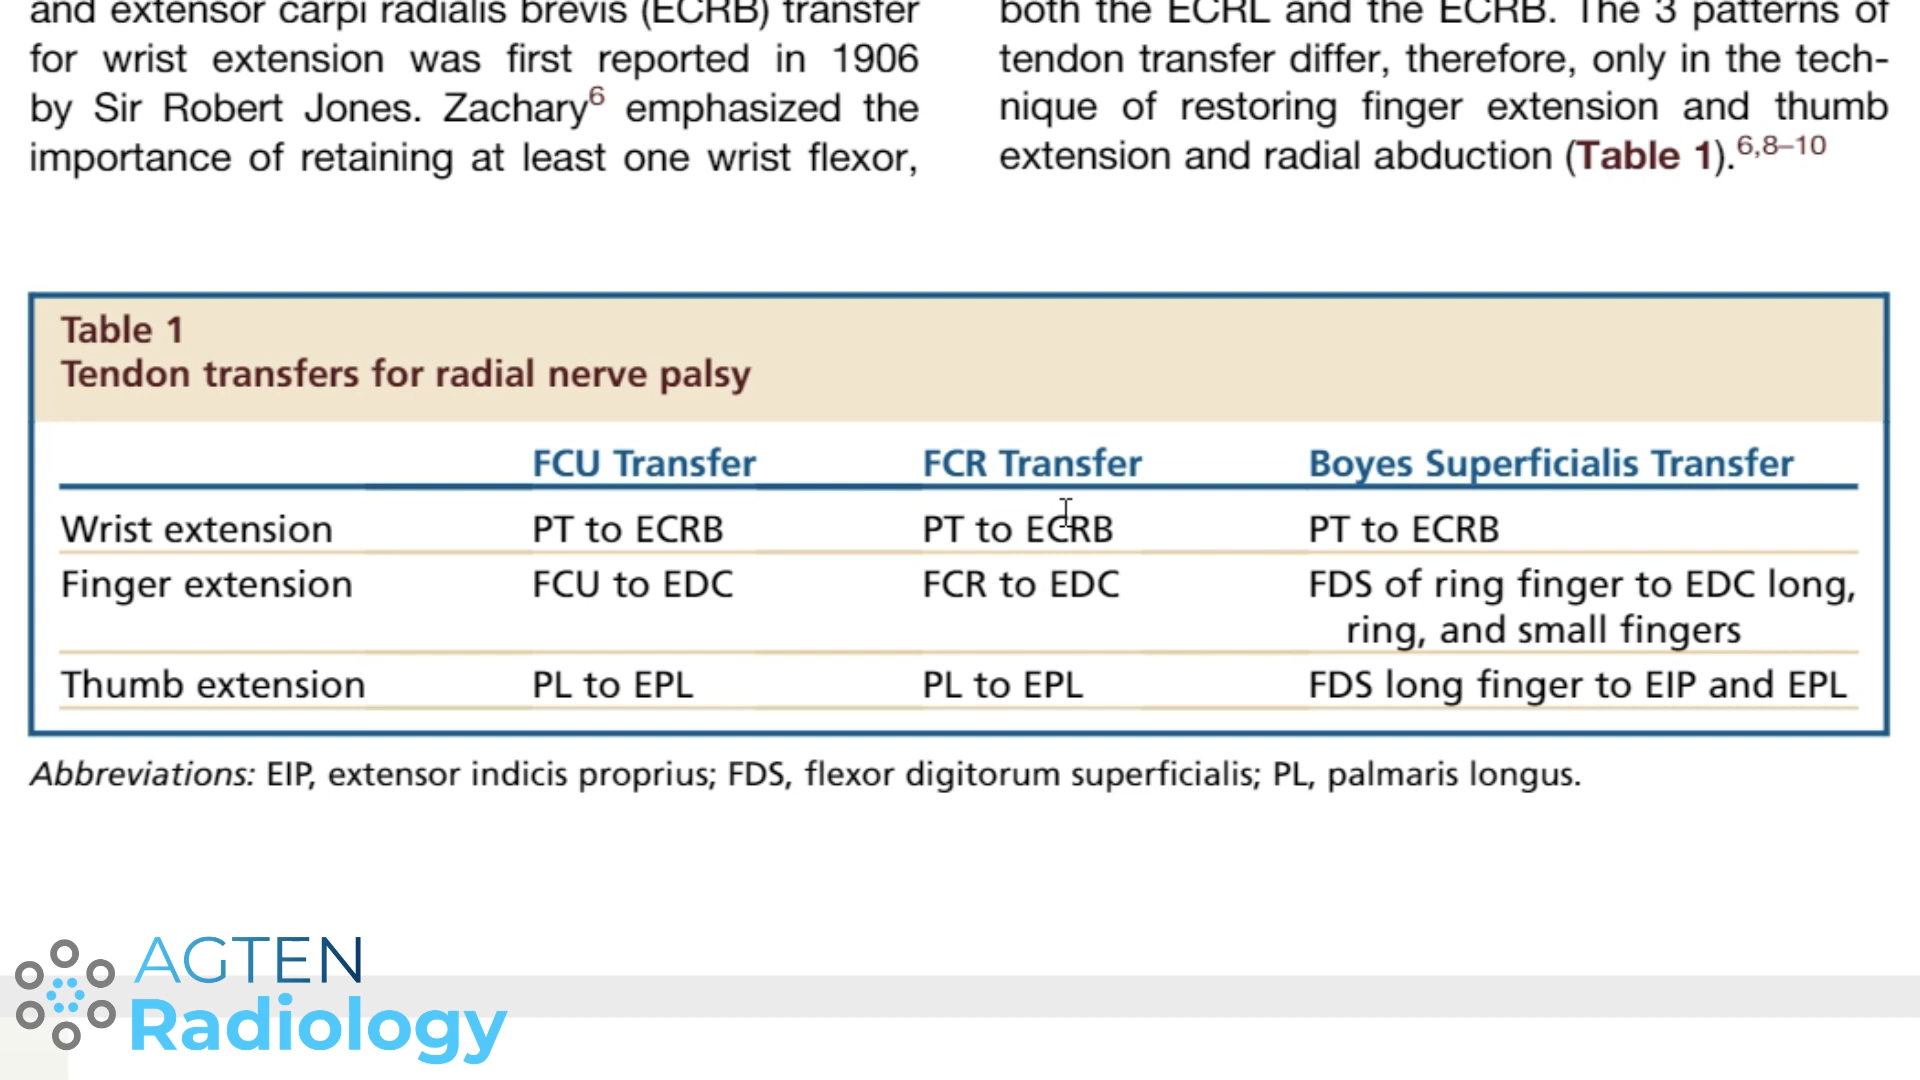 and extensor carpi radialis brevis (ECRB) transfer
for wrist extension was first reported in 1906
by Sir Robert Jones. Zachary6 emphasized the
importance of retaining at least one wrist flexor,
both the ECRL and the ECRB. The 3 patterns of
tendon transfer differ, therefore, only in the tech-
nique of restoring finger extension and thumb
extension and radial abduction (Table 1).6,8–10
Table 1
Tendon transfers for radial nerve palsy
FCU Transfer FCR Transfer Boyes Superficialis Transfer
Wrist extension PT to ECRB PT to ECRB PT to ECRB
Finger extension FCU to EDC FCR to EDC FDS of ring finger to EDC long,
ring, and small fingers
Thumb extension PL to EPL PL to EPL FDS long finger to EIP and EPL
Abbreviations: EIP, extensor indicis proprius; FDS, flexor digitorum superficialis; PL, palmaris longus.
AGTEN
Radiology